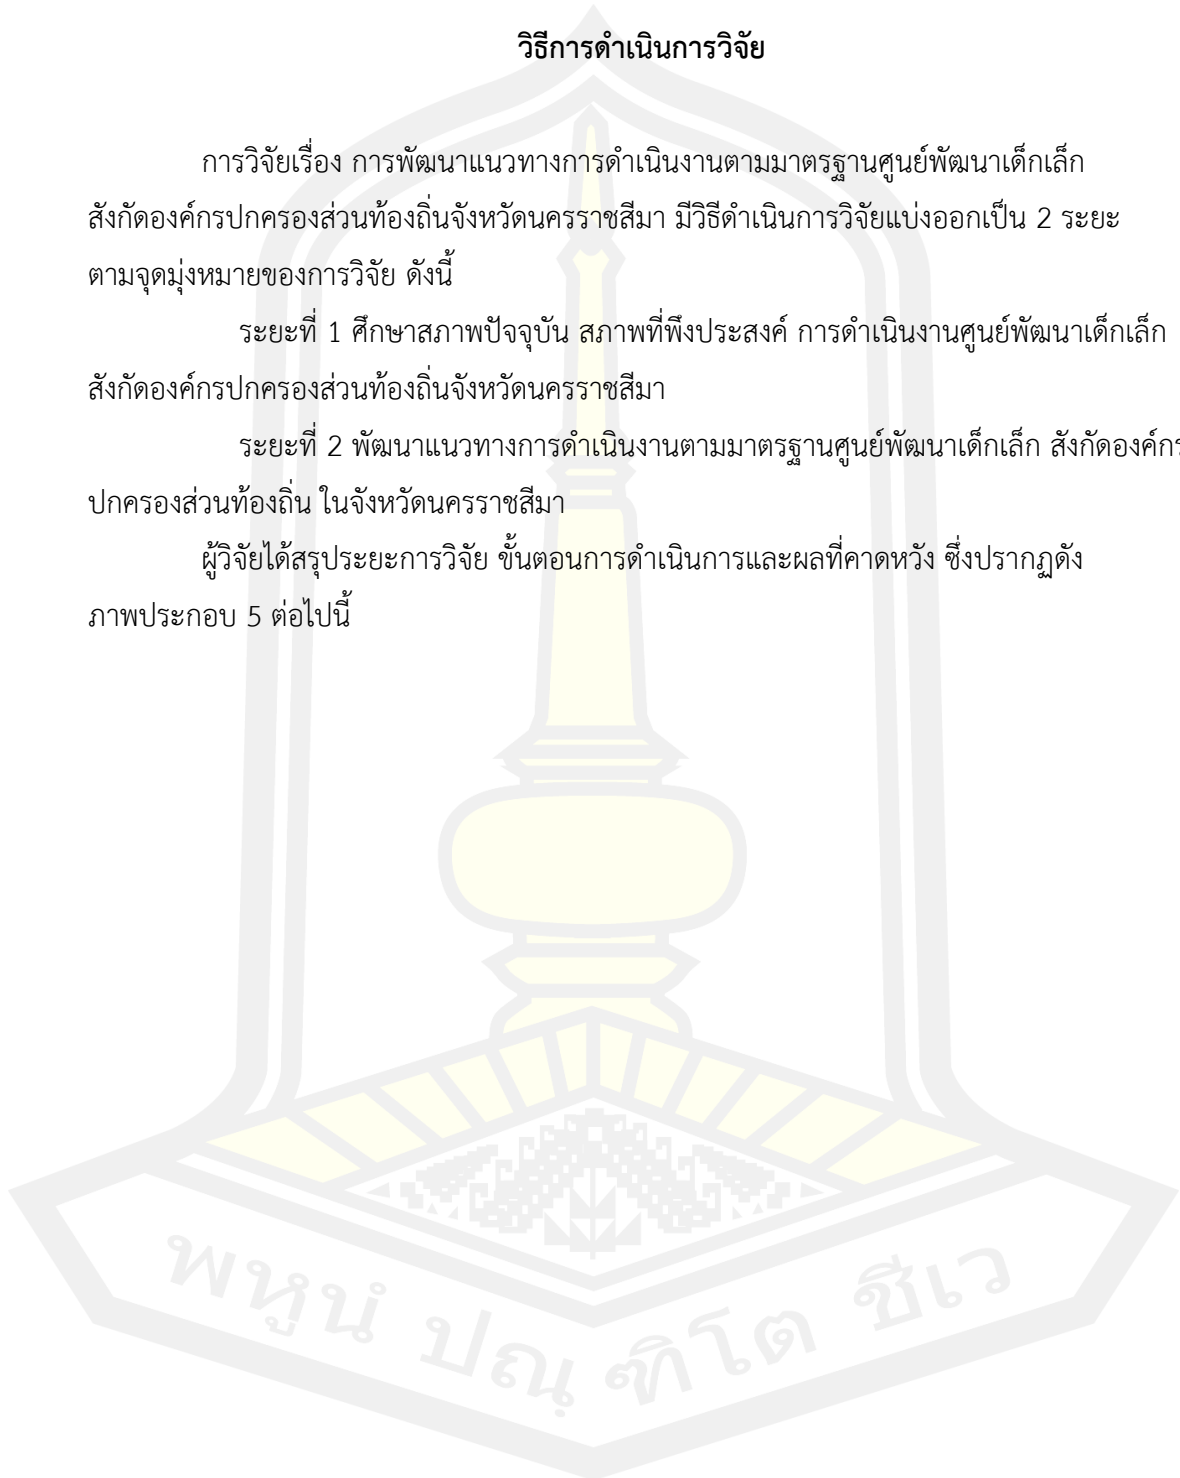 วิธีการดำเนินการวิจัย
การวิจัยเรื่อง การพัฒนาแนวทางการดำเนินงานตามมาตรฐานศูนย์พัฒนาเด็กเล็ก
สังกัดองค์กรปกครองส่วนท้องถิ่นจังหวัดนครราชสีมา มีวิธีดำเนินการวิจัยแบ่งออกเป็น 2 ระยะ
ตามจุดมุ่งหมายของการวิจัย ดังนี้
ระยะที่ 1 ศึกษาสภาพปัจจุบัน สภาพที่พึงประสงค์ การดำเนินงานศูนย์พัฒนาเด็กเล็ก
สังกัดองค์กรปกครองส่วนท้องถิ่นจังหวัดนครราชสีมา
ระยะที่ 2 พัฒนาแนวทางการดำเนินงานตามมาตรฐานศูนย์พัฒนาเด็กเล็ก สังกัดองค์กร
ปกครองส่วนท้องถิ่น ในจังหวัดนครราชสีมา
ผู้วิจัยได้สรุประยะการวิจัย ขั้นตอนการดำเนินการและผลที่คาดหวัง ซึ่งปรากฏดัง
ภาพประกอบ 5 ต่อไปนี้
พหูนํ ปณฺฑิโต ชีเว